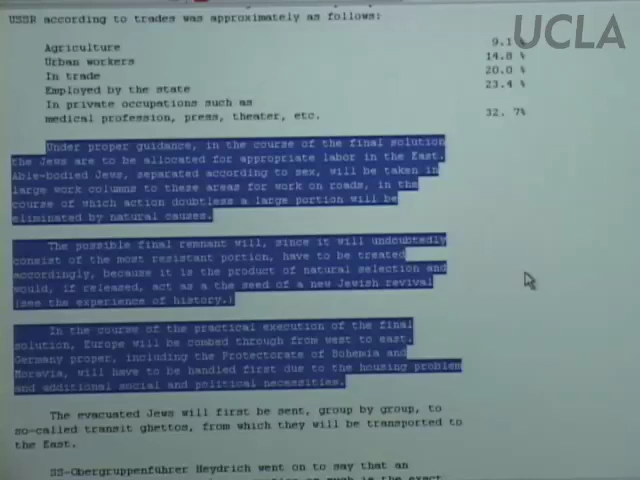 USSR according to trades was approximately as follows:
UCLA
Agriculture 9.1 %
Urban workers 14.8 %
In trade 20.0 %
Employed by the state 23.4 %
In private occupations such as
medical profession, press, theater, etc. 32. 7%
Under proper guidance, in the course of the final solution
the Jews are to be allocated for appropriate labor in the East.
Able-bodied Jews, separated according to sex, will be taken in
large work columns to these areas for work on roads, in the
course of which action doubtless a large portion will be
eliminated by natural causes.
The possible final remnant will, since it will undoubtedly
consist of the most resistant portion, have to be treated
accordingly, because it is the product of natural selection and
would, if released, act as the seed of a new Jewish revival
(see the experience of history.)
In the course of the practical execution of the final
solution, Europe will be combed through from west to east.
Germany proper, including the Protectorate of Bohemia and
Moravia, will have to be handled first due to the housing problem
and additional social and political necessities.
The evacuated Jews will first be sent, group by group, to
so-called transit ghettos, from which they will be transported to
the East.
SS-Obergruppenführer Heydrich went on to say that an